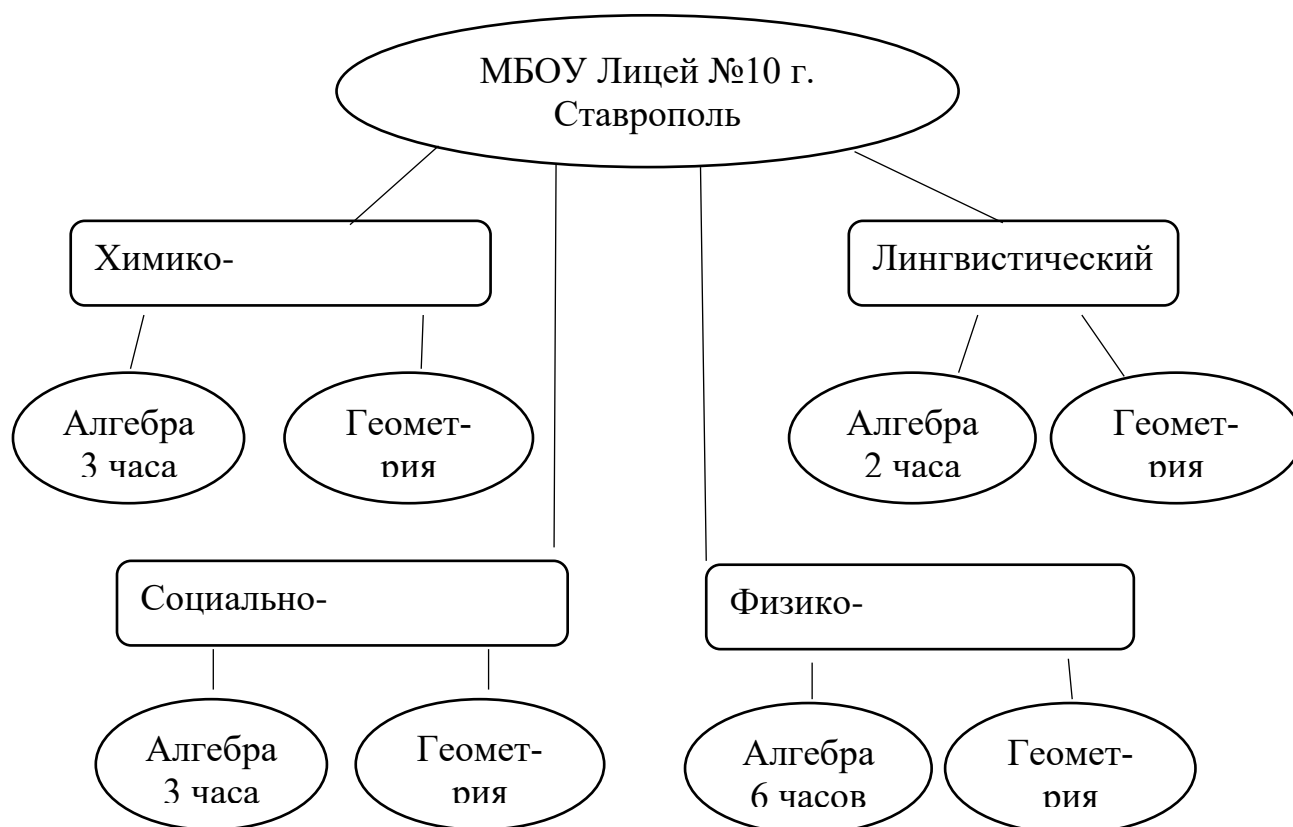 МБОУ Лицей №10 г.
Ставрополь
Химико-
Лингвистический
Алгебра
3 часа
Геомет-
рия
Алгебра
2 часа
Геомет-
рия
Социально-
Физико-
Алгебра
3 часа
Геомет-
рия
Алгебра
6 часов
Геомет-
рия